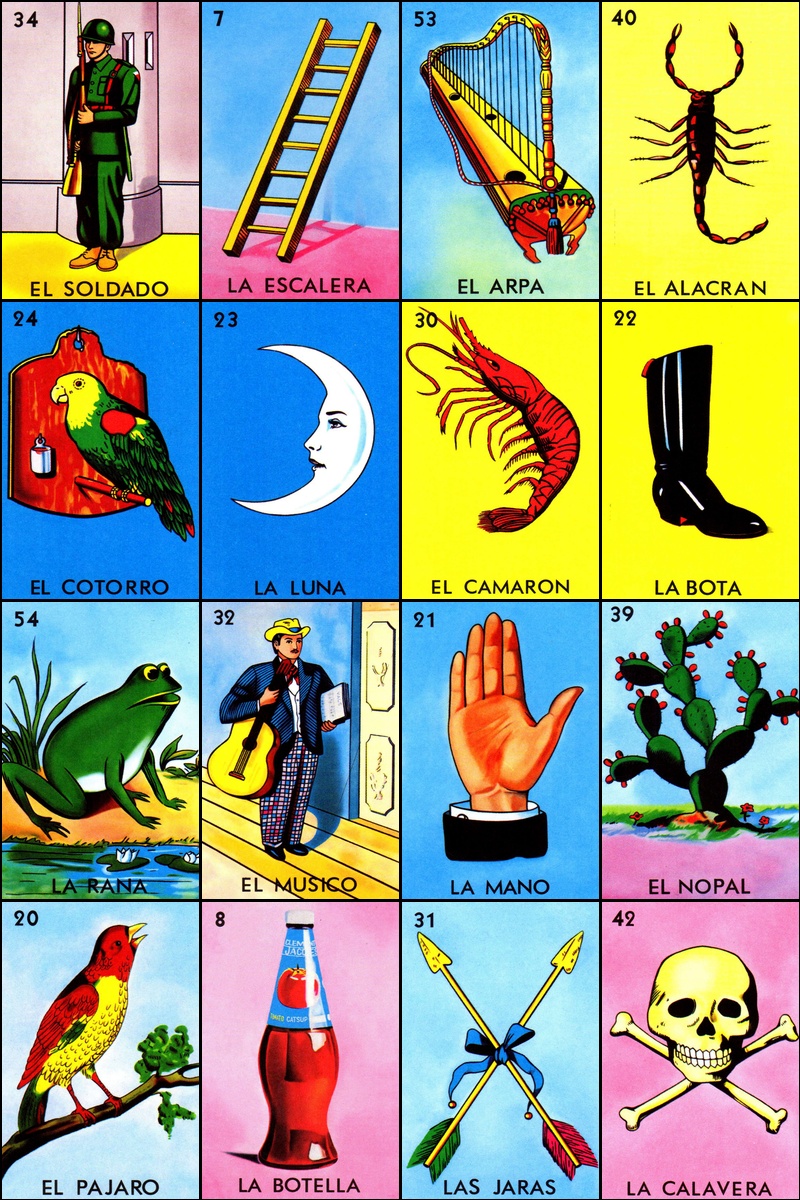 34
EL SOLDADO
7
LA ESCALERA
53
EL ARPA
40
EL ALACRAN
24
EL COTORRO
23
LA LUNA
30
EL CAMARON
22
LA BOTA
54
LA RANA
32
EL MUSICO
21
LA MANO
39
EL NOPAL
20
EL PAJARO
8
TOMATO CATSUP
LA BOTELLA
31
LAS JARAS
42
LA CALAVERA